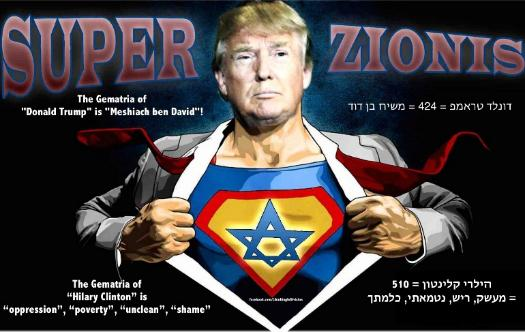 SUPER ZIONIS
The Gematria of
"Donald Trump" is "Meshiach ben David"!
דונלד טראמפ = 424 = משיח בן דוד
The Gematria of
"Hilary Clinton" is
"oppression", "poverty", "unclean", "shame"
הילרי קלינטון = 510
= מעשק, ריש, נטמאתי, כלמתך